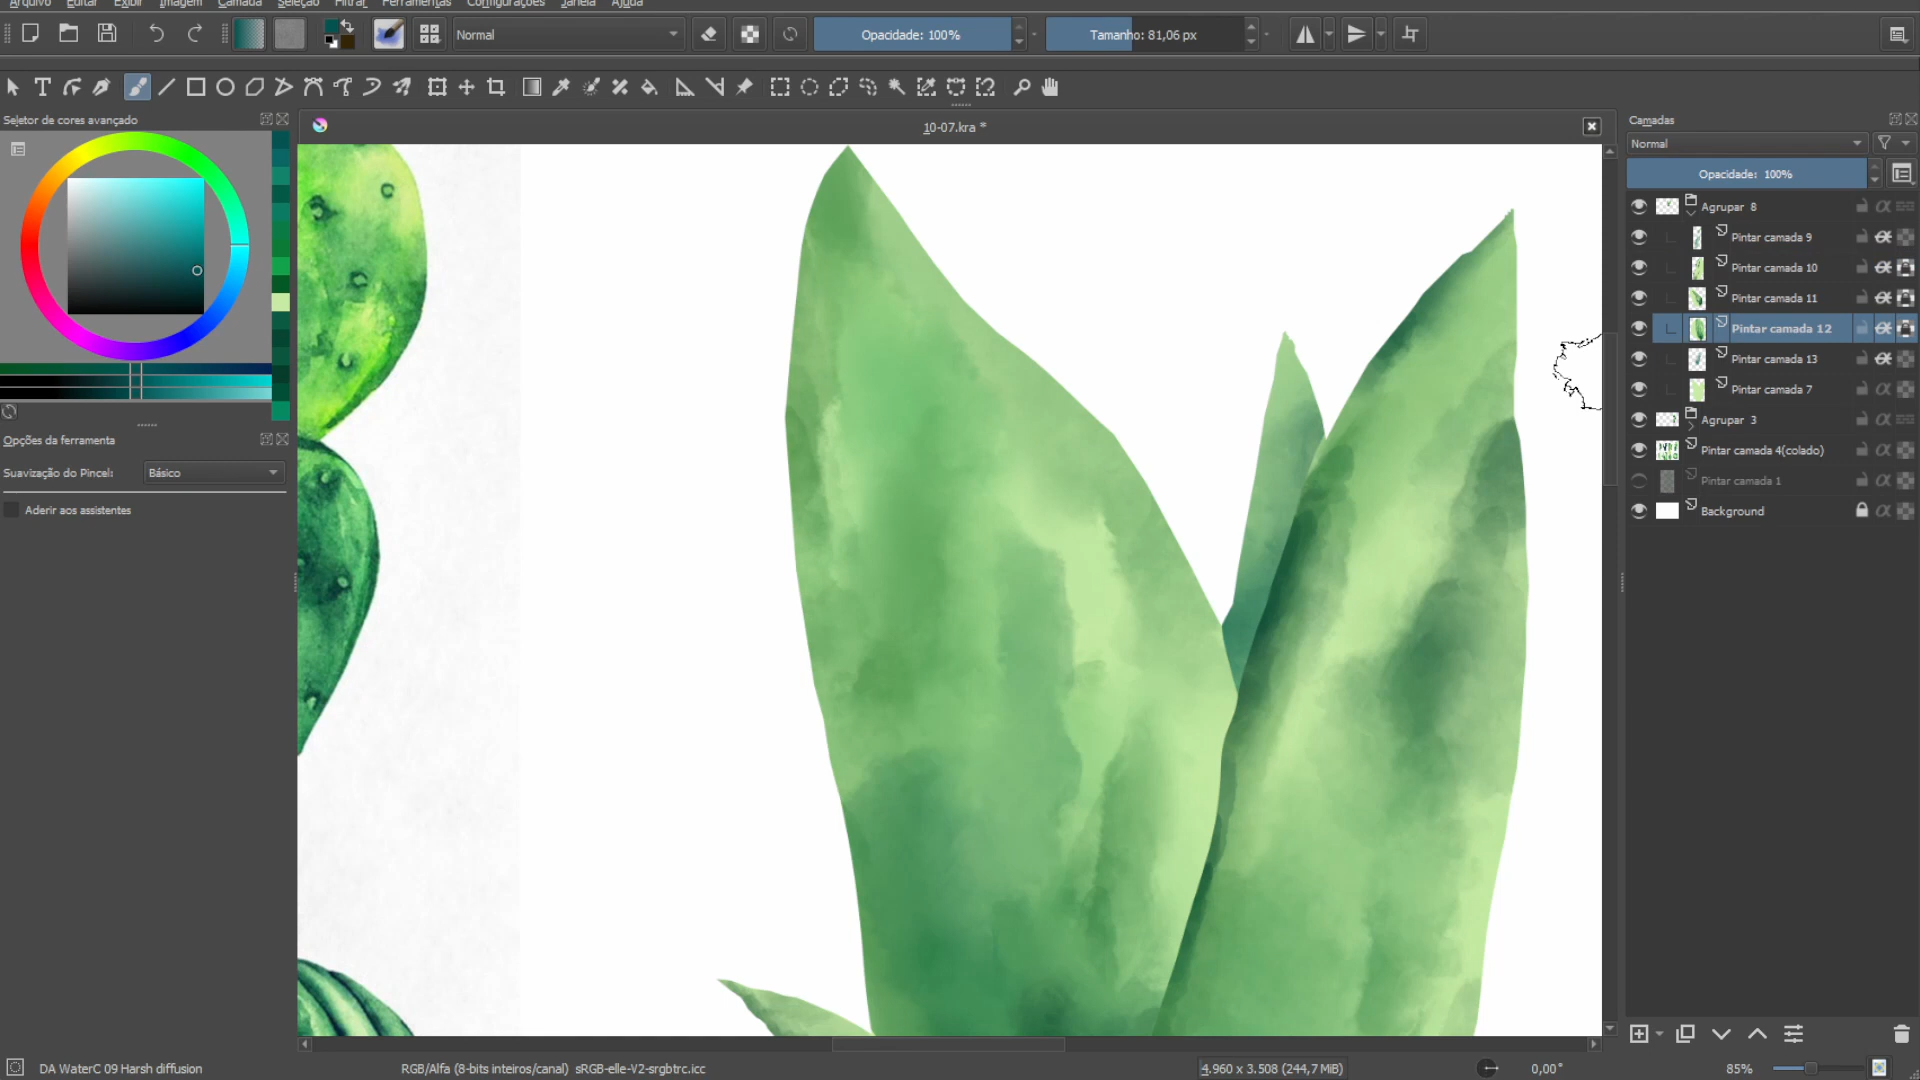 Arquivo Editar Exibir Imagem Camada Seleção Filtrar Ferramentas Configurações Janela Ajuda
Normal
Opacidade: 100%
Tamanho: 81,06 px
Seletor de cores avançado
10-07.kra *
Camadas
Normal
Opacidade: 100%
Agrupar 8
Pintar camada 9
Pintar camada 10
Pintar camada 11
Pintar camada 12
Pintar camada 13
Pintar camada 7
Agrupar 3
Pintar camada 4(colado)
Pintar camada 1
Background
Opções da ferramenta
Suavização do Pincel:
Básico
Aderir aos assistentes
DA WaterC 09 Harsh diffusion
RGB/Alfa (8-bits inteiros/canal) sRGB-elle-V2-srgbtrc.icc
4.960 x 3.508 (244,7 MiB)
0,00°
85%